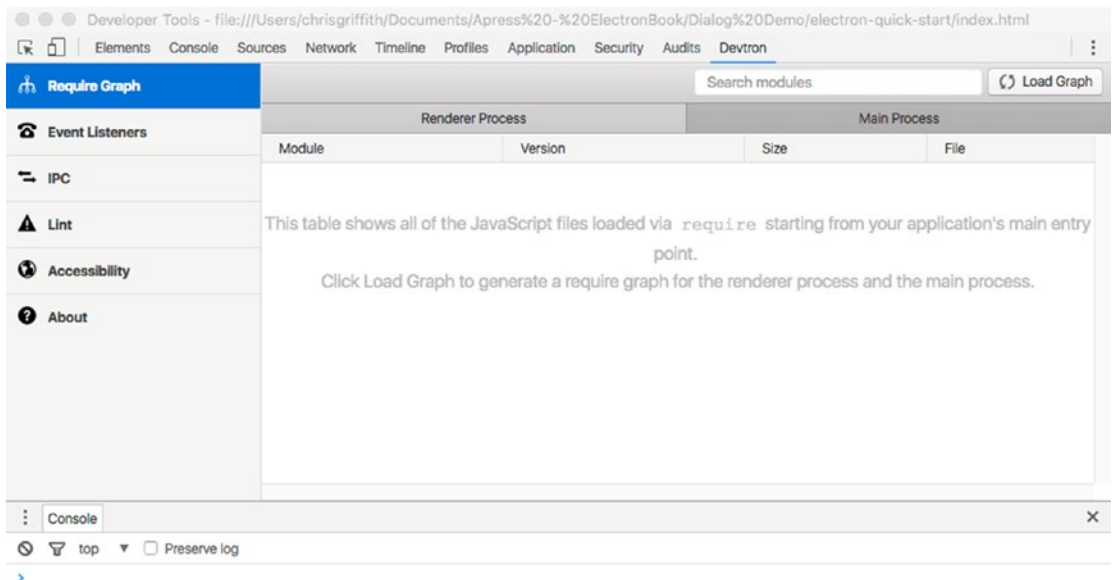 Developer Tools - file:///Users/chrisgriffith/Documents/Apress%20-%20ElectronBook/Dialog%20Demo/electron-quick-start/index.html
Elements Console Sources Network Timeline Profiles Application Security Audits Devtron
Require Graph
Search modules
Load Graph
Event Listeners
IPC
Lint
Accessibility
About
Renderer Process Main Process
Module Version Size File
This table shows all of the JavaScript files loaded via require starting from your application's main entry
point.
Click Load Graph to generate a require graph for the renderer process and the main process.
Console
top Preserve log